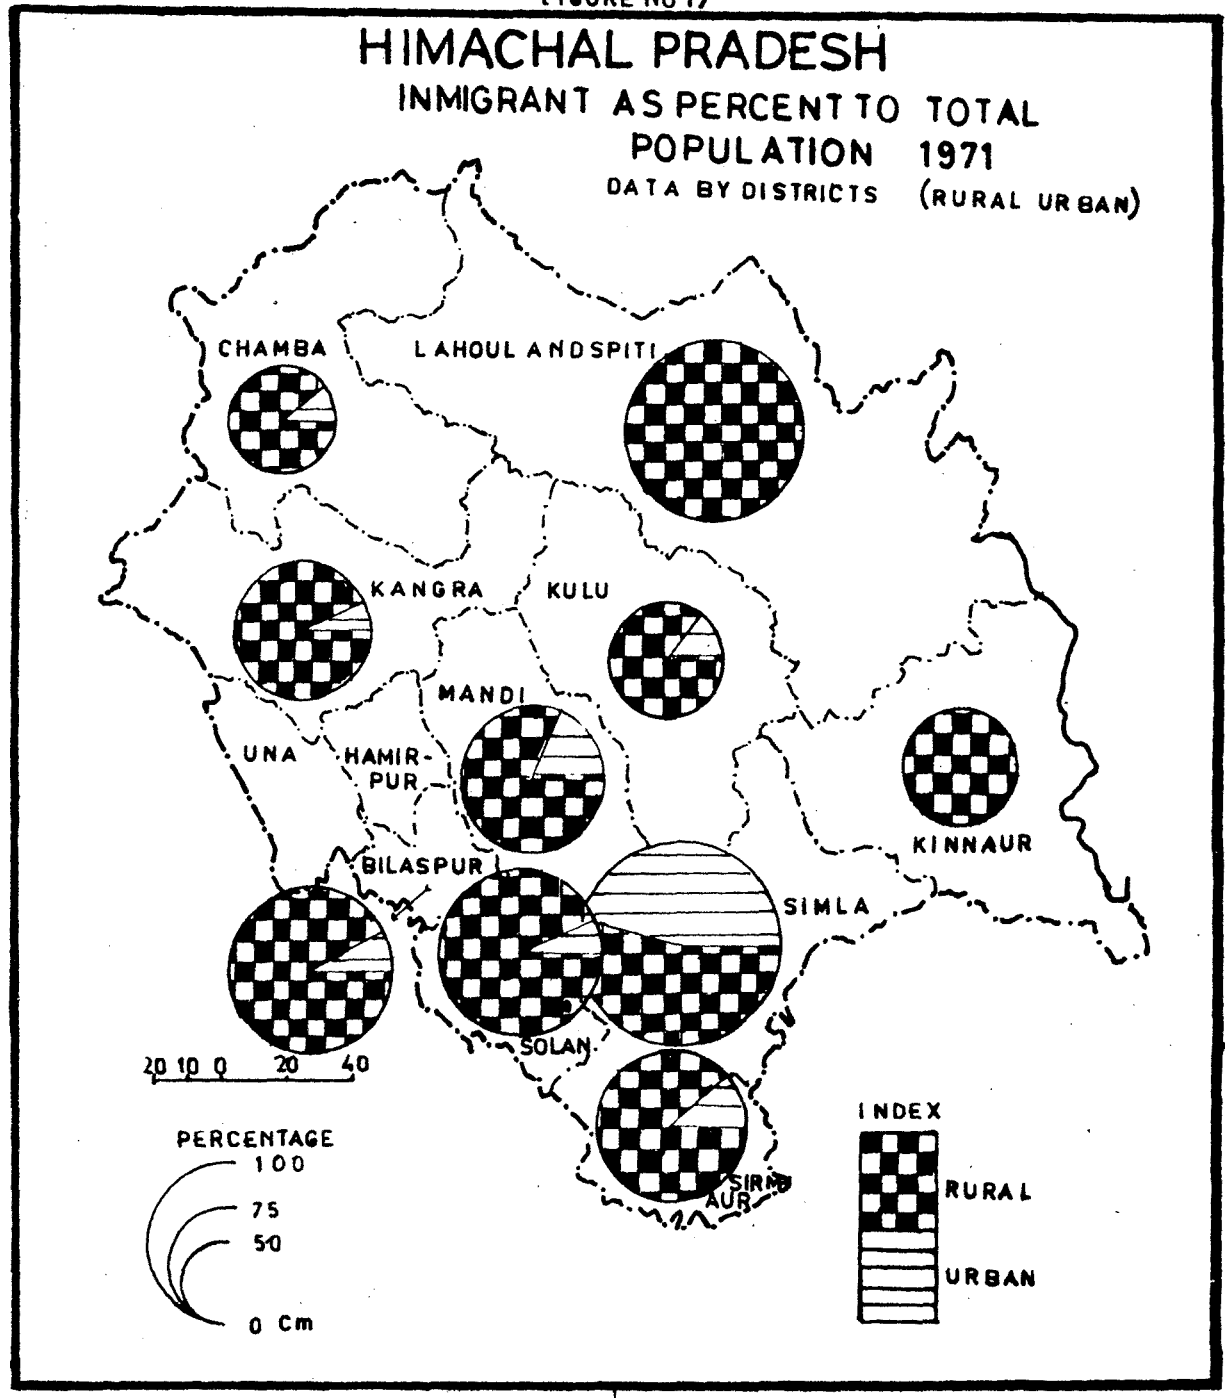 HIMACHAL PRADESH
INMIGRANT AS PERCENT TO TOTAL
POPULATION 1971
DATA BY DISTRICTS (RURAL URBAN)
CHAMBA
LAHOUL AND SPITI
KANGRA
KULU
MANDI
UNA
HAMIR-
PUR
KINNAUR
BILASPUR
SIMLA
SOLAN
20 10 0 20 40
PERCENTAGE
100
75
50
0 Cm
SIRM
AUR
INDEX
RURAL
URBAN